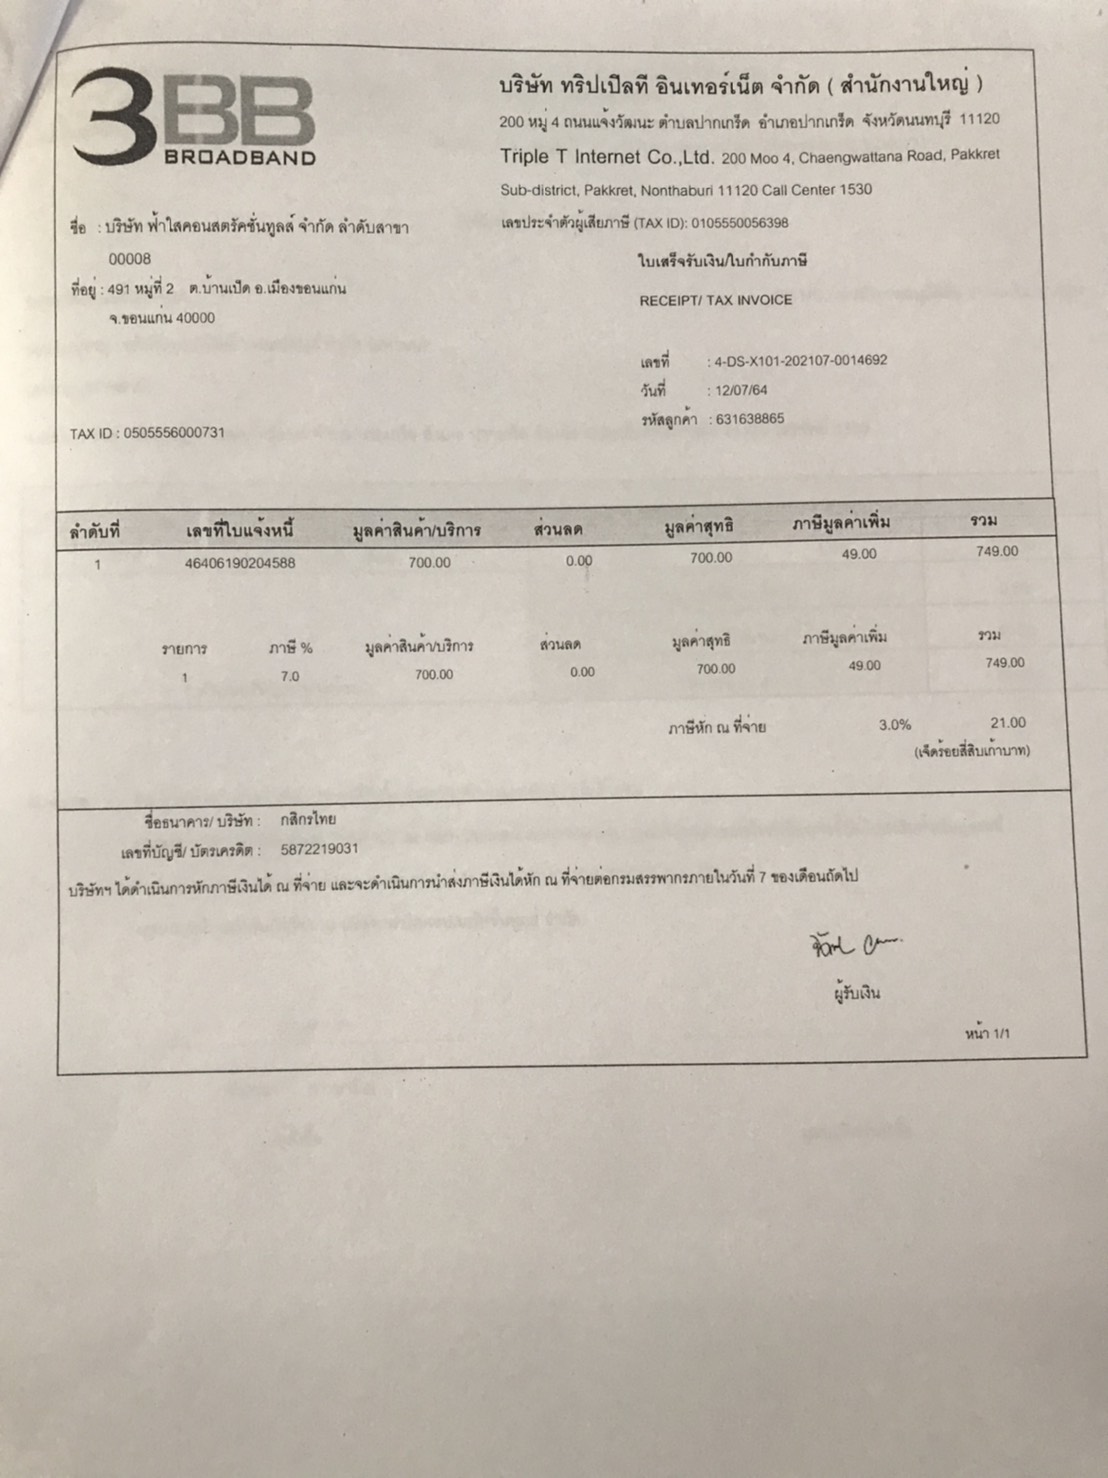 3BB
BROADBAND
บริษัท ทริปเปิลที อินเทอร์เน็ต จำกัด ( สำนักงานใหญ่ )
200 หมู่ 4 ถนนแจ้งวัฒนะ ตำบลปากเกร็ด อำเภอปากเกร็ด จังหวัดนนทบุรี 11120
Triple T Internet Co.,Ltd. 200 Moo 4, Chaengwattana Road, Pakkret
Sub-district, Pakkret, Nonthaburi 11120 Call Center 1530
เลขประจำตัวผู้เสียภาษี (TAX ID): 0105550056398
ชื่อ : บริษัท ฟ้าใสคอนสตรัคชั่นทูลส์ จำกัด ลำดับสาขา
00008
ที่อยู่ : 491 หมู่ที่ 2 ต.บ้านเป็ด อ.เมืองขอนแก่น
จ.ขอนแก่น 40000
ใบเสร็จรับเงิน/ใบกำกับภาษี
RECEIPT/ TAX INVOICE
เลขที่ : 4-DS-X101-202107-0014692
วันที่ : 12/07/64
รหัสลูกค้า : 631638865
TAX ID : 0505556000731
ลำดับที่ เลขที่ใบแจ้งหนี้ มูลค่าสินค้า/บริการ ส่วนลด มูลค่าสุทธิ ภาษีมูลค่าเพิ่ม รวม
1 46406190204588 700.00 0.00 700.00 49.00 749.00
รายการ ภาษี % มูลค่าสินค้า/บริการ ส่วนลด มูลค่าสุทธิ ภาษีมูลค่าเพิ่ม รวม
1 7.0 700.00 0.00 700.00 49.00 749.00
ภาษีหัก ณ ที่จ่าย 3.0% 21.00
(เจ็ดร้อยสี่สิบเก้าบาท)
ชื่อธนาคาร/ บริษัท : กสิกรไทย
เลขที่บัญชี/ บัตรเครดิต : 5872219031
บริษัทฯ ได้ดำเนินการหักภาษีเงินได้ ณ ที่จ่าย และจะดำเนินการนำส่งภาษีเงินได้หัก ณ ที่จ่ายต่อกรมสรรพากรภายในวันที่ 7 ของเดือนถัดไป
ผู้รับเงิน
หน้า 1/1